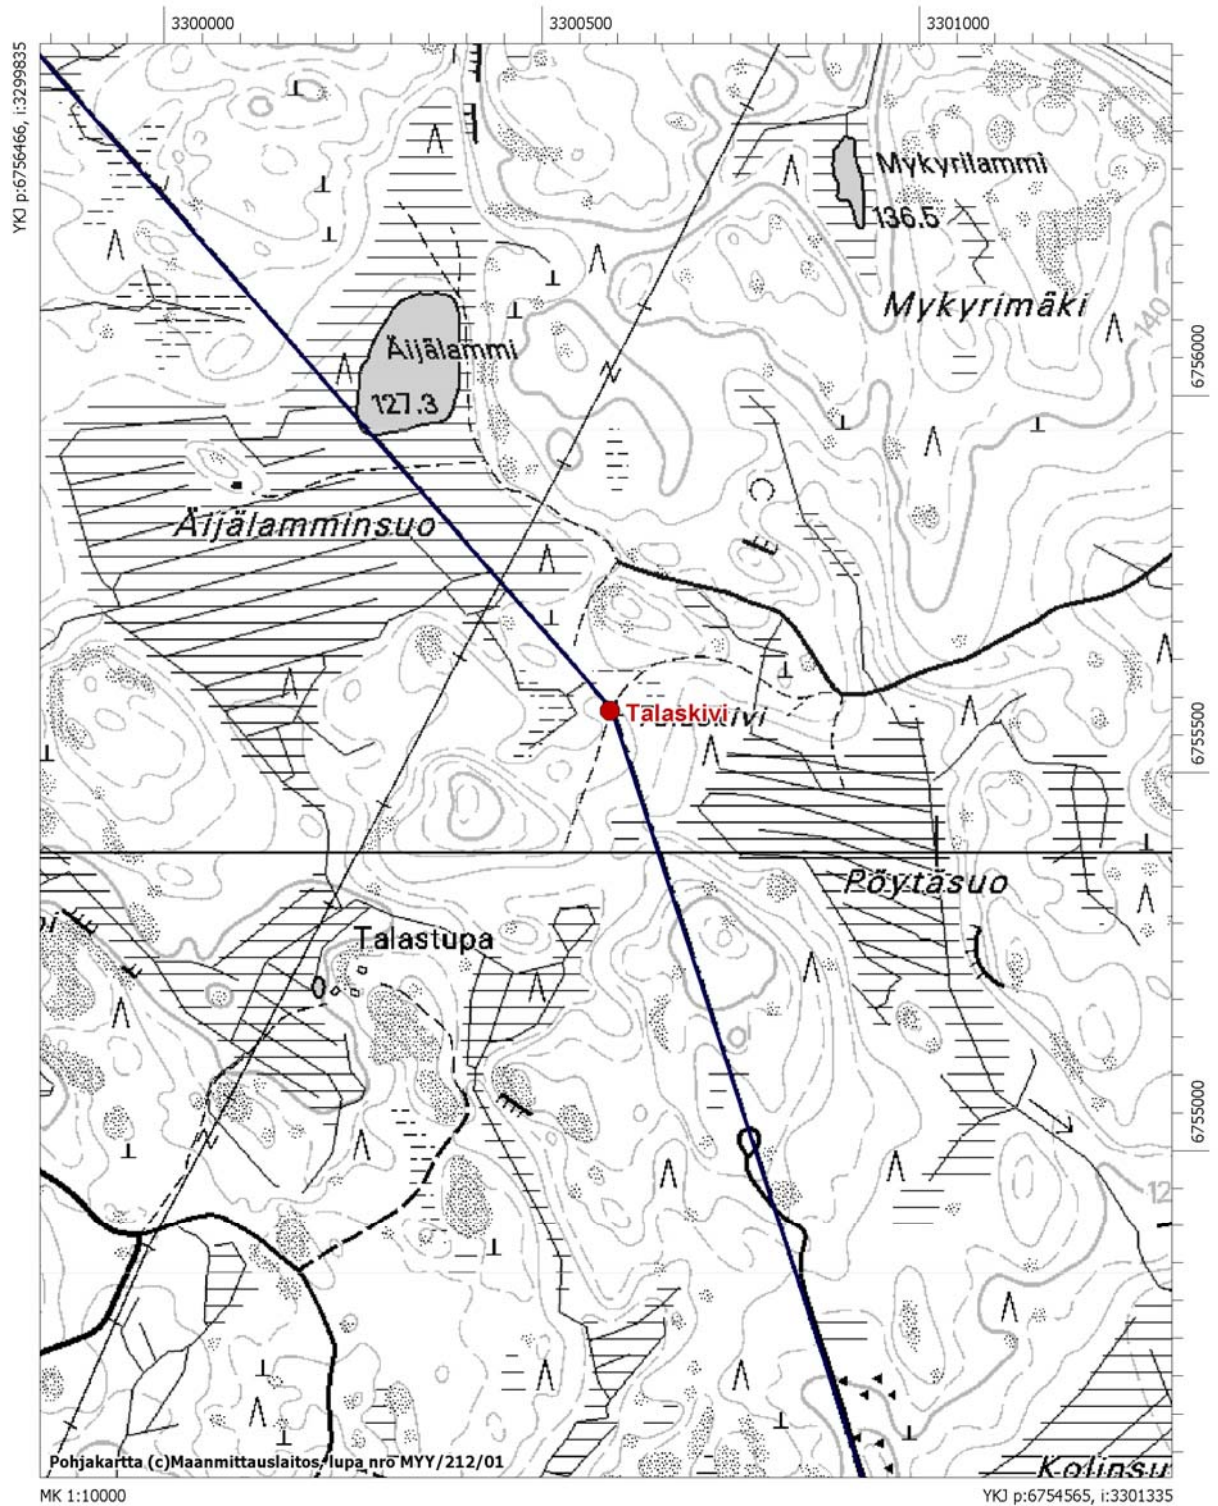 3300000
3300500
3301000
YKJ p:6756466, i:3299835
Mykyrilammi
136.5
Mykyrimäki
140
6756000
Äijälammi
127.3
Äijälamminsuo
Talaskivi
6755500
Pöytäsuo
Talastupa
6755000
12
Kolinsu
Pohjakartta (c)Maanmittauslaitos, lupa nro MYY/212/01
MK 1:10000
YKJ p:6754565, i:3301335